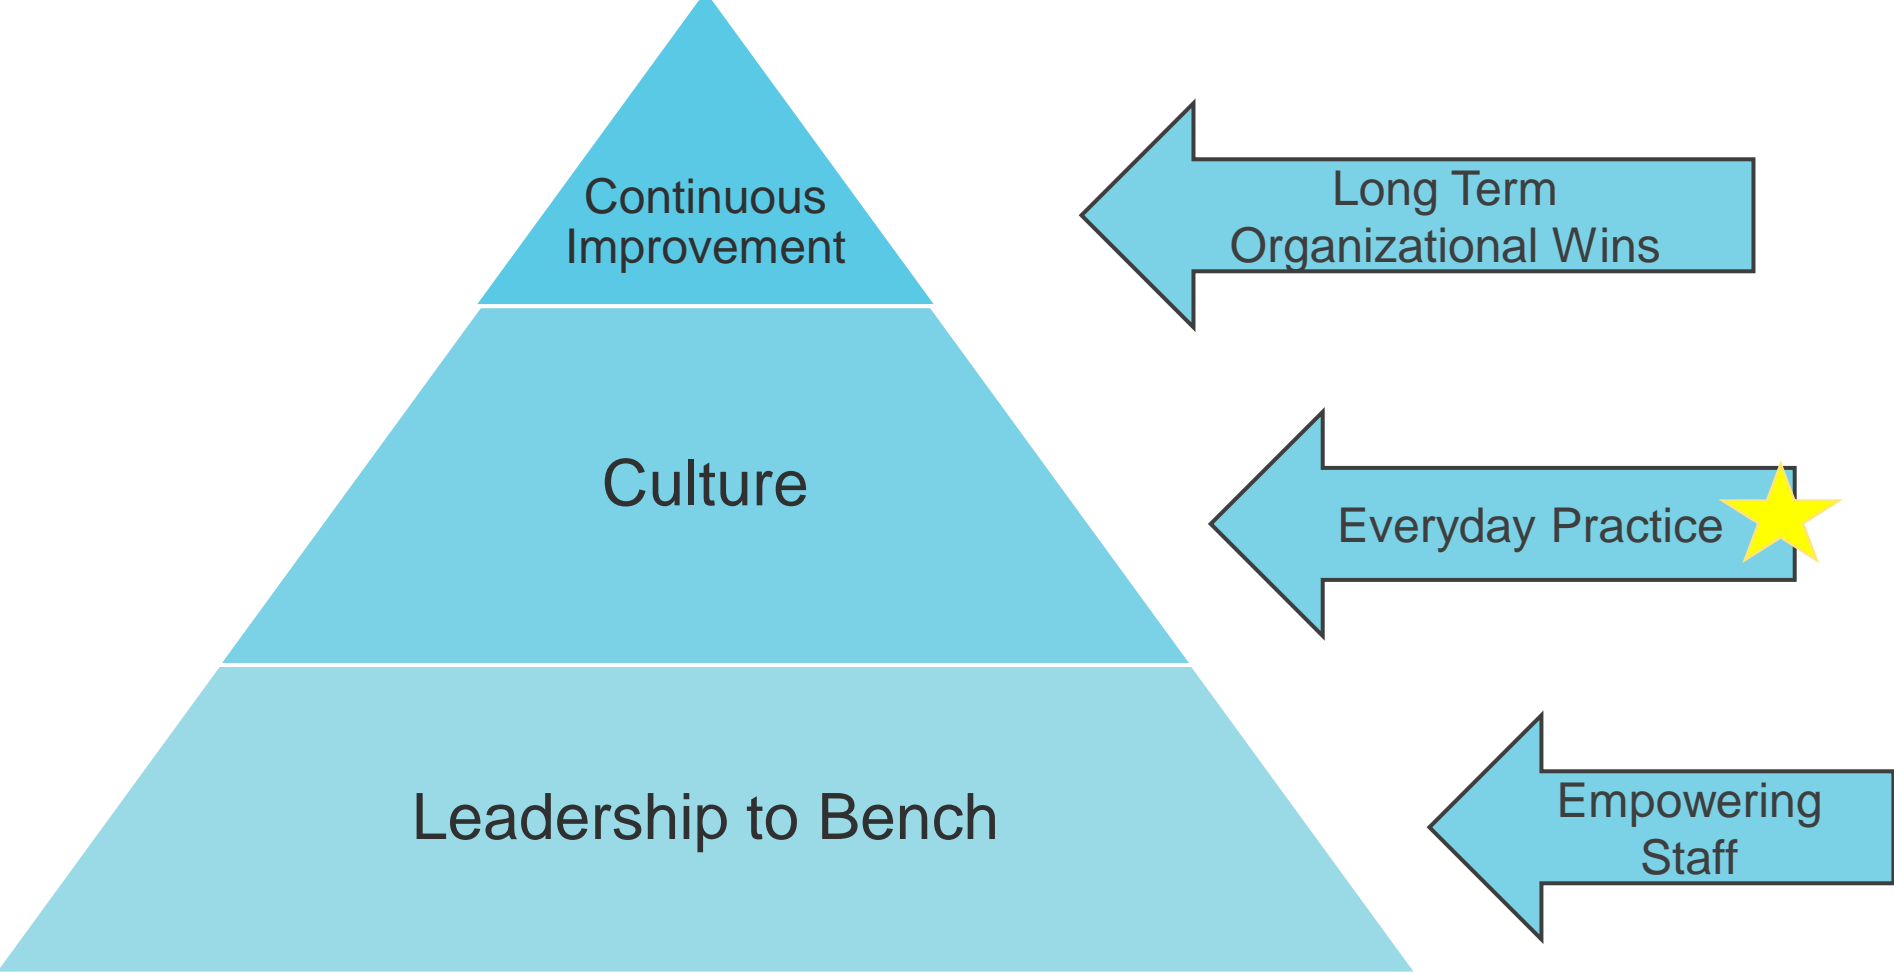 Continuous
Improvement
Long Term
Organizational Wins
Culture
Everyday Practice
Leadership to Bench
Empowering
Staff